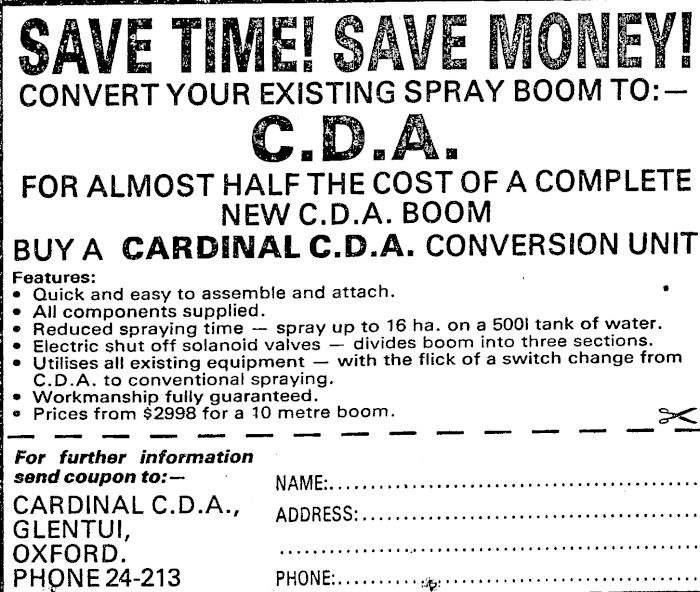 SAVE TIME! SAVE MONEY!
CONVERT YOUR EXISTING SPRAY BOOM TO:—
C.D.A.
FOR ALMOST HALF THE COST OF A COMPLETE
NEW C.D.A. BOOM
BUY A CARDINAL C.D.A. CONVERSION UNIT
Features:
• Quick and easy to assemble and attach.
• All components supplied.
• Reduced spraying time — spray up to 16 ha. on a 500l tank of water.
• Electric shut off solanoid valves — divides boom into three sections.
• Utilises all existing equipment — with the flick of a switch change from
C.D.A. to conventional spraying.
• Workmanship fully guaranteed.
• Prices from $2998 for a 10 metre boom.
For further information
send coupon to:—
CARDINAL C.D.A.,
GLENTUI,
OXFORD.
PHONE 24-213
NAME:
ADDRESS:
PHONE: